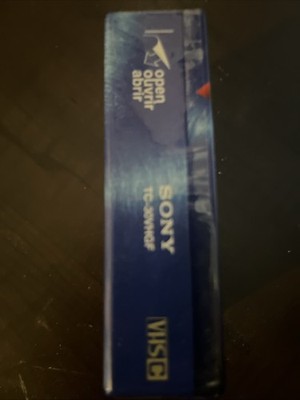 open
ouvrir
abrir
SONY
TC-30VHGF
VHS C